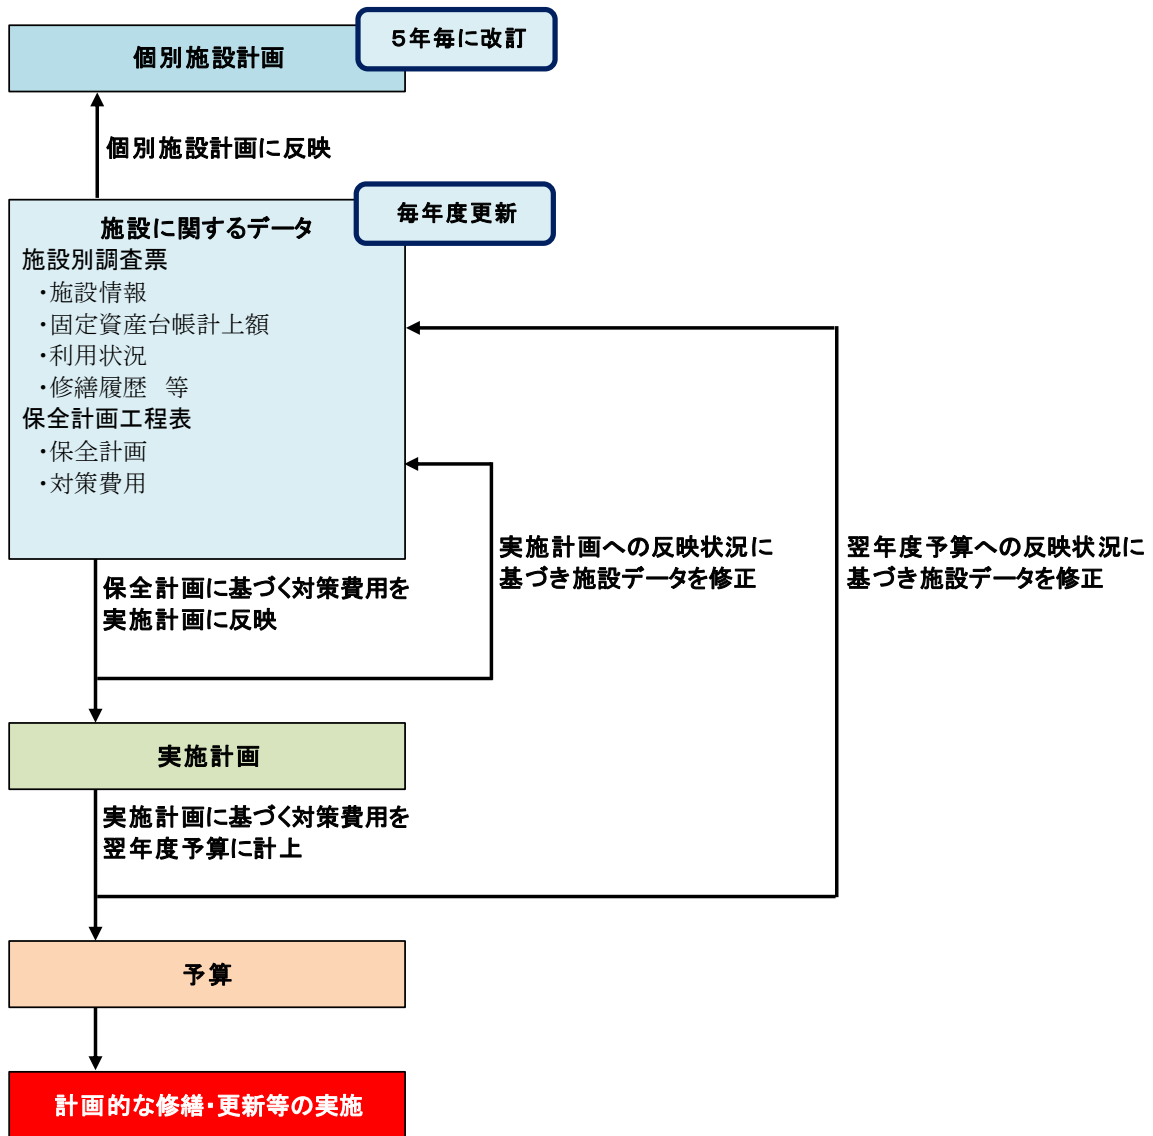 ５年毎に改訂
個別施設計画
個別施設計画に反映
毎年度更新
施設に関するデータ
施設別調査票
・施設情報
・固定資産台帳計上額
・利用状況
・修繕履歴　等
保全計画工程表
・保全計画
・対策費用
実施計画への反映状況に
基づき施設データを修正
翌年度予算への反映状況に
基づき施設データを修正
保全計画に基づく対策費用を
実施計画に反映
実施計画
実施計画に基づく対策費用を
翌年度予算に計上
予算
計画的な修繕・更新等の実施